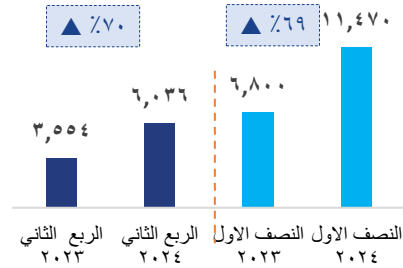 ▲ ٪٧٠
▲ ٪٦٩
١١,٤٧٠
٦,٨٠٠
٦,٠٣٦
٣,٥٥٤
النصف الاول ٢٠٢٤
النصف الاول ٢٠٢٣
الربع الثاني ٢٠٢٤
الربع الثاني ٢٠٢٣